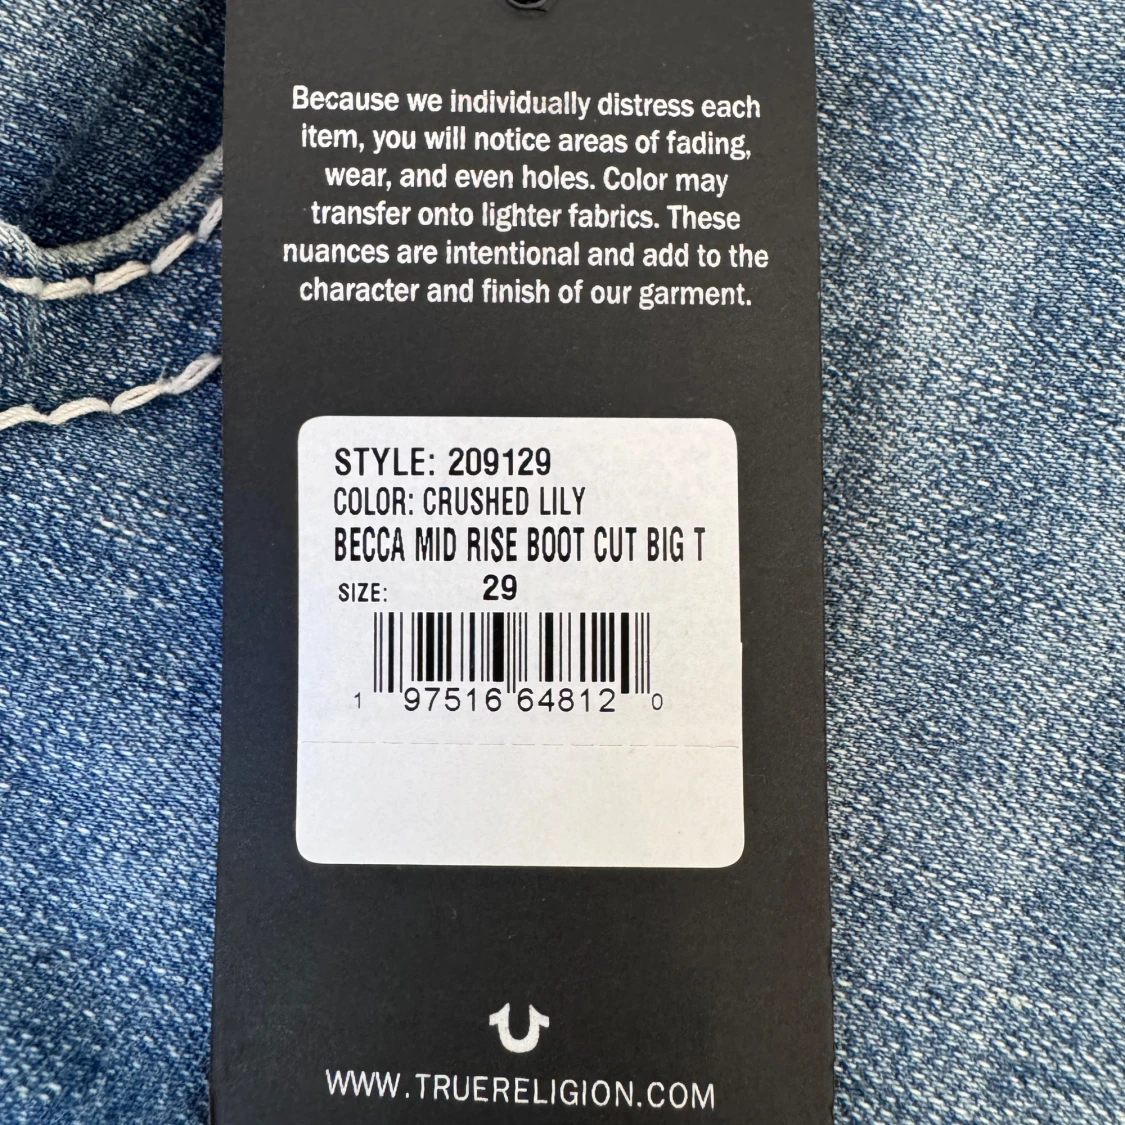 Because we individually distress each
item, you will notice areas of fading,
wear, and even holes. Color may
transfer onto lighter fabrics. These
nuances are intentional and add to the
character and finish of our garment.
STYLE: 209129
COLOR: CRUSHED LILY
BECCA MID RISE BOOT CUT BIG T
SIZE: 29
1 97516 64812 0
WWW.TRUERELIGION.COM